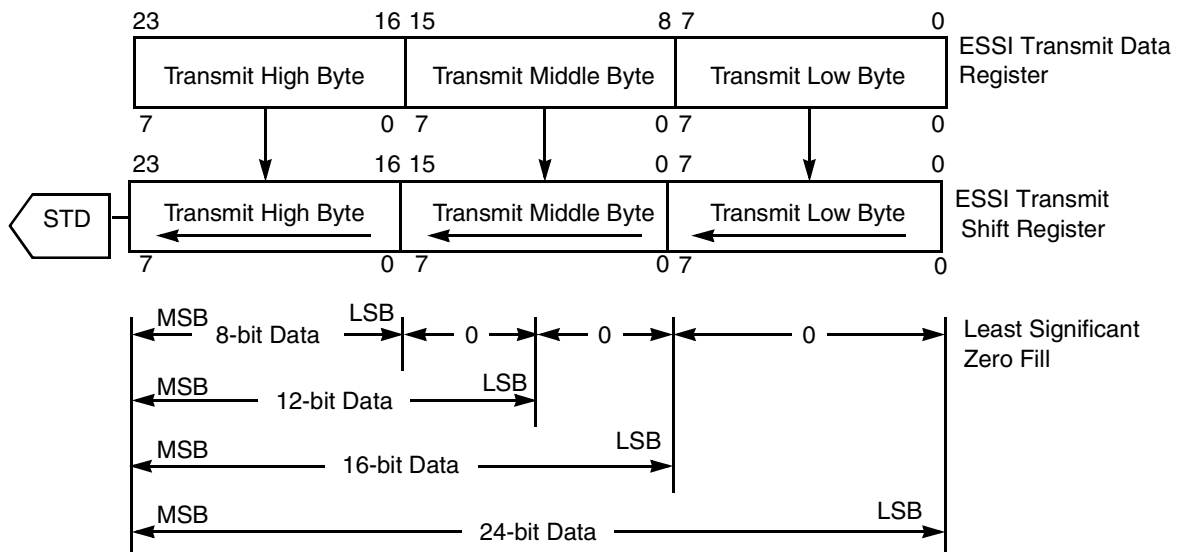 23 16 15 8 7 0
ESSI Transmit Data
Register
Transmit High Byte Transmit Middle Byte Transmit Low Byte
7 0 7 0 7 0
23 16 15 0 7 0
STD
Transmit High Byte Transmit Middle Byte Transmit Low Byte
ESSI Transmit
Shift Register
7 0 7 0 7 0
MSB 8-bit Data LSB 0 0 0
Least Significant
Zero Fill
MSB 12-bit Data LSB
MSB 16-bit Data LSB
MSB 24-bit Data LSB